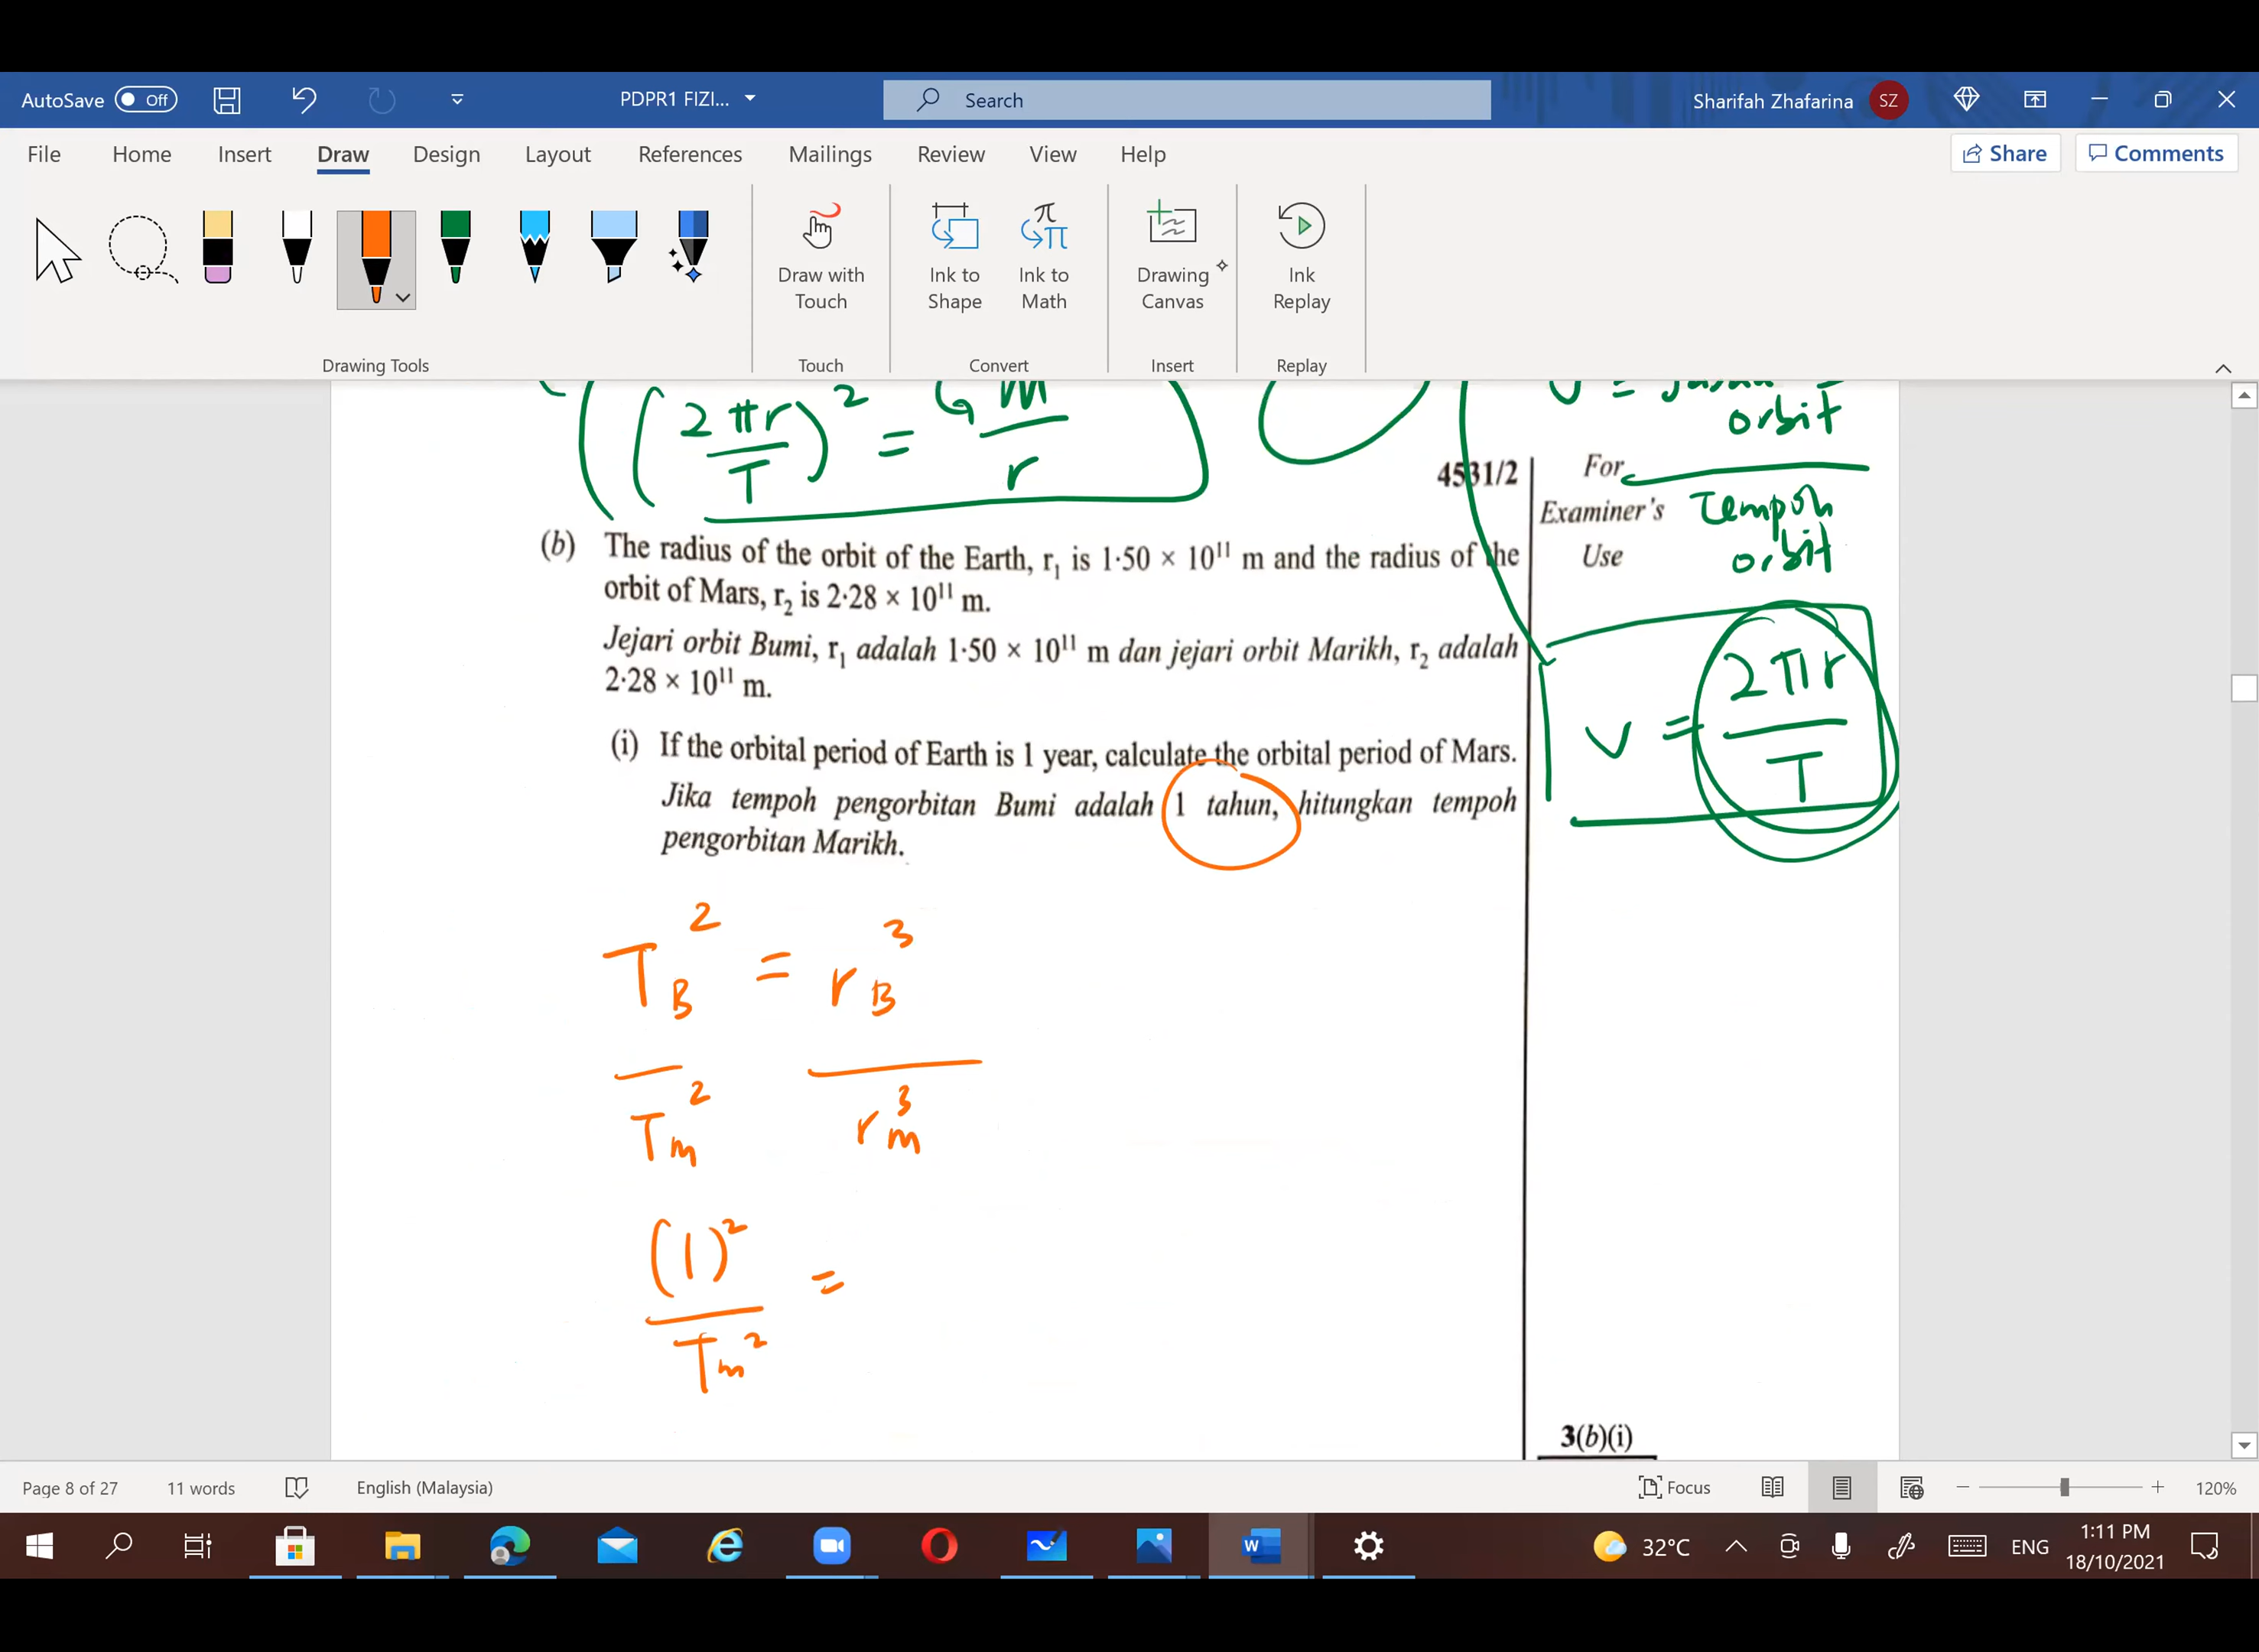 AutoSave Off PDPR1 FIZI... Search Sharifah Zhafarina SZ
File Home Insert Draw Design Layout References Mailings Review View Help Share Comments
Draw with Touch
Ink to Shape
Ink to Math
Drawing Canvas
Ink Replay
Drawing Tools Touch Convert Insert Replay
(2πr/T)² = Gm/r
orbit
tempoh
orbit
v = 2πr/T
4531/2
For
Examiner's
Use
(b) The radius of the orbit of the Earth, r₁ is 1·50 × 10¹¹ m and the radius of the
orbit of Mars, r₂ is 2·28 × 10¹¹ m.
Jejari orbit Bumi, r₁ adalah 1·50 × 10¹¹ m dan jejari orbit Marikh, r₂ adalah
2·28 × 10¹¹ m.
(i) If the orbital period of Earth is 1 year, calculate the orbital period of Mars.
Jika tempoh pengorbitan Bumi adalah 1 tahun, hitungkan tempoh
pengorbitan Marikh.
T_B² = r_B³
T_m² r_m³
(1)² =
T_m²
3(b)(i)
Page 8 of 27 11 words English (Malaysia) Focus 120%
32°C ENG 1:11 PM
18/10/2021